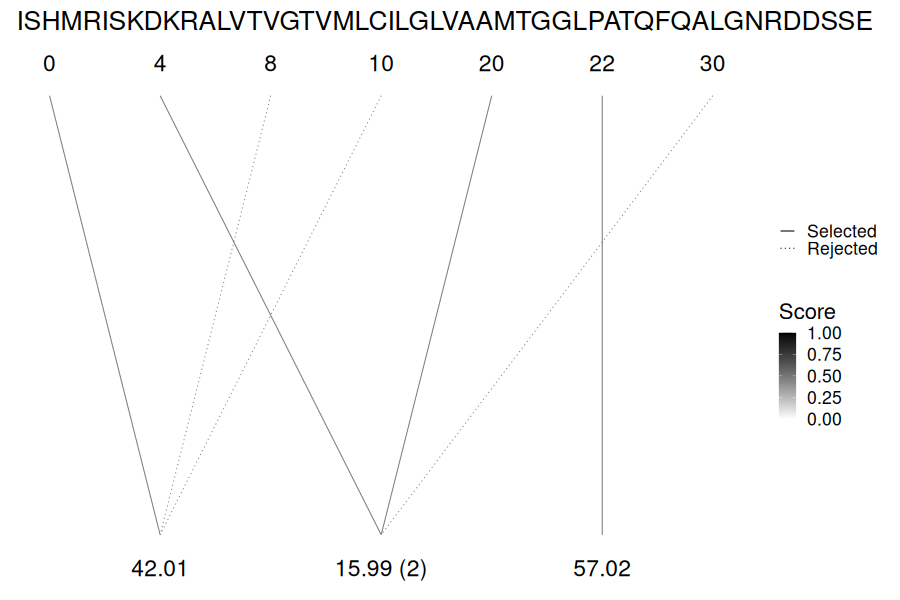 ISHMRISKDKRALVTVGTVMLCILGLVAAMTGGLPATQFQALGNRDDSSE
0 4 8 10 20 22 30
Selected
Rejected
Score
1.00
0.75
0.50
0.25
0.00
42.01 15.99 (2) 57.02